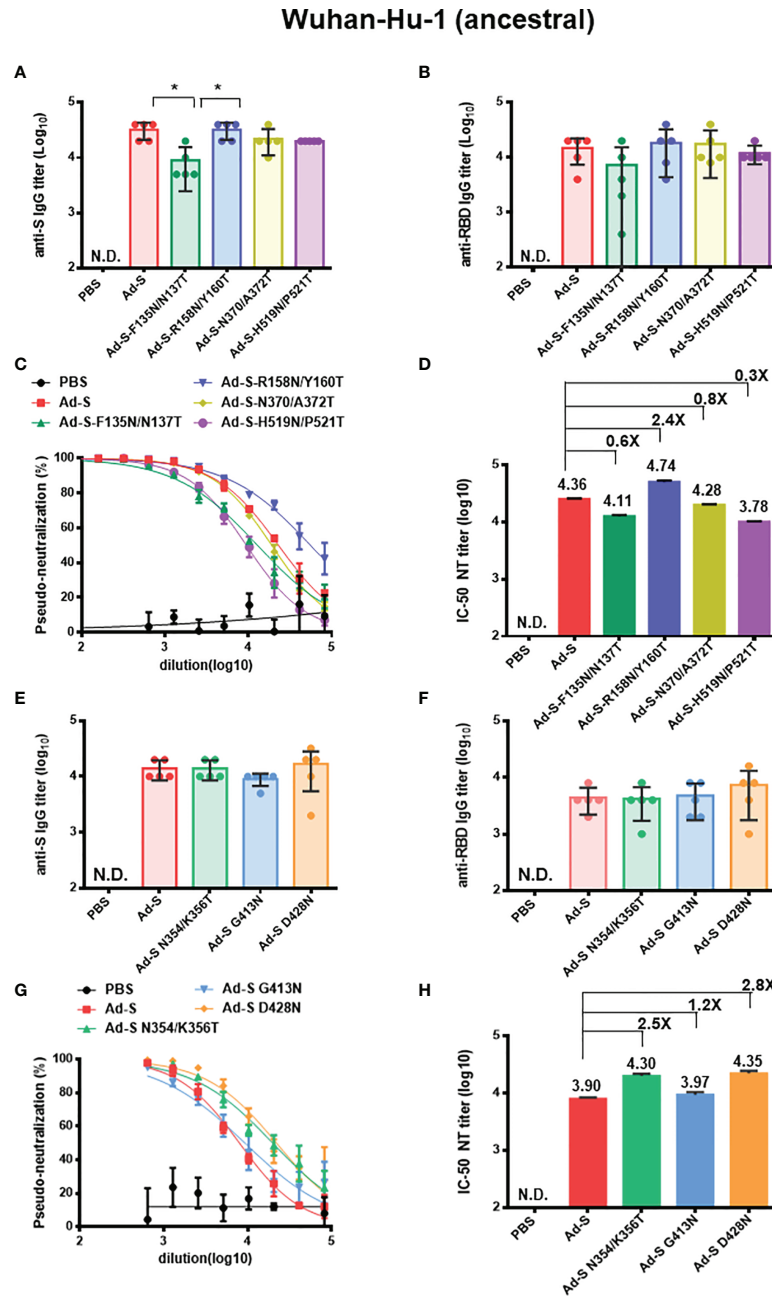 Wuhan-Hu-1 (ancestral)
A
* *
anti-S IgG titer (Log10)
5
4
3
2
N.D.
PBS
Ad-S
Ad-S-F135N/N137T
Ad-S-R158N/Y160T
Ad-S-N370/A372T
Ad-S-H519N/P521T
B
anti-RBD IgG titer (Log10)
5
4
3
2
N.D.
PBS
Ad-S
Ad-S-F135N/N137T
Ad-S-R158N/Y160T
Ad-S-N370/A372T
Ad-S-H519N/P521T
C
PBS
Ad-S
Ad-S-F135N/N137T
Ad-S-R158N/Y160T
Ad-S-N370/A372T
Ad-S-H519N/P521T
Pseudo-neutralization (%)
100
80
60
40
20
0
2 3 4 5
dilution(log10)
D
0.3X
0.8X
2.4X
0.6X
IC-50 NT titer (log10)
5
4
3
2
N.D.
4.36
4.11
4.74
4.28
3.78
PBS
Ad-S
Ad-S-F135N/N137T
Ad-S-R158N/Y160T
Ad-S-N370/A372T
Ad-S-H519N/P521T
E
anti-S IgG titer (log10)
5
4
3
2
N.D.
PBS
Ad-S
Ad-S N354/K356T
Ad-S G413N
Ad-S D428N
F
anti-RBD IgG titer (log10)
5
4
3
2
N.D.
PBS
Ad-S
Ad-S N354/K356T
Ad-S G413N
Ad-S D428N
G
PBS
Ad-S
Ad-S N354/K356T
Ad-S G413N
Ad-S D428N
Pseudo-neutralization (%)
100
80
60
40
20
0
2 3 4 5
dilution(log10)
H
2.8X
1.2X
2.5X
IC-50 NT titer (log10)
5
4
3
2
N.D.
3.90
4.30
3.97
4.35
PBS
Ad-S
Ad-S N354/K356T
Ad-S G413N
Ad-S D428N